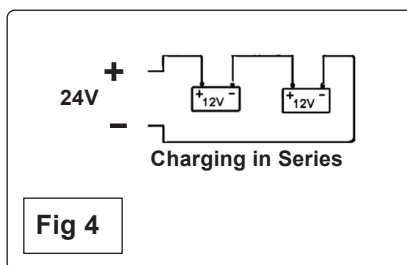 +
24V
–
+ – 12V
+ – 12V
Charging in Series
Fig 4